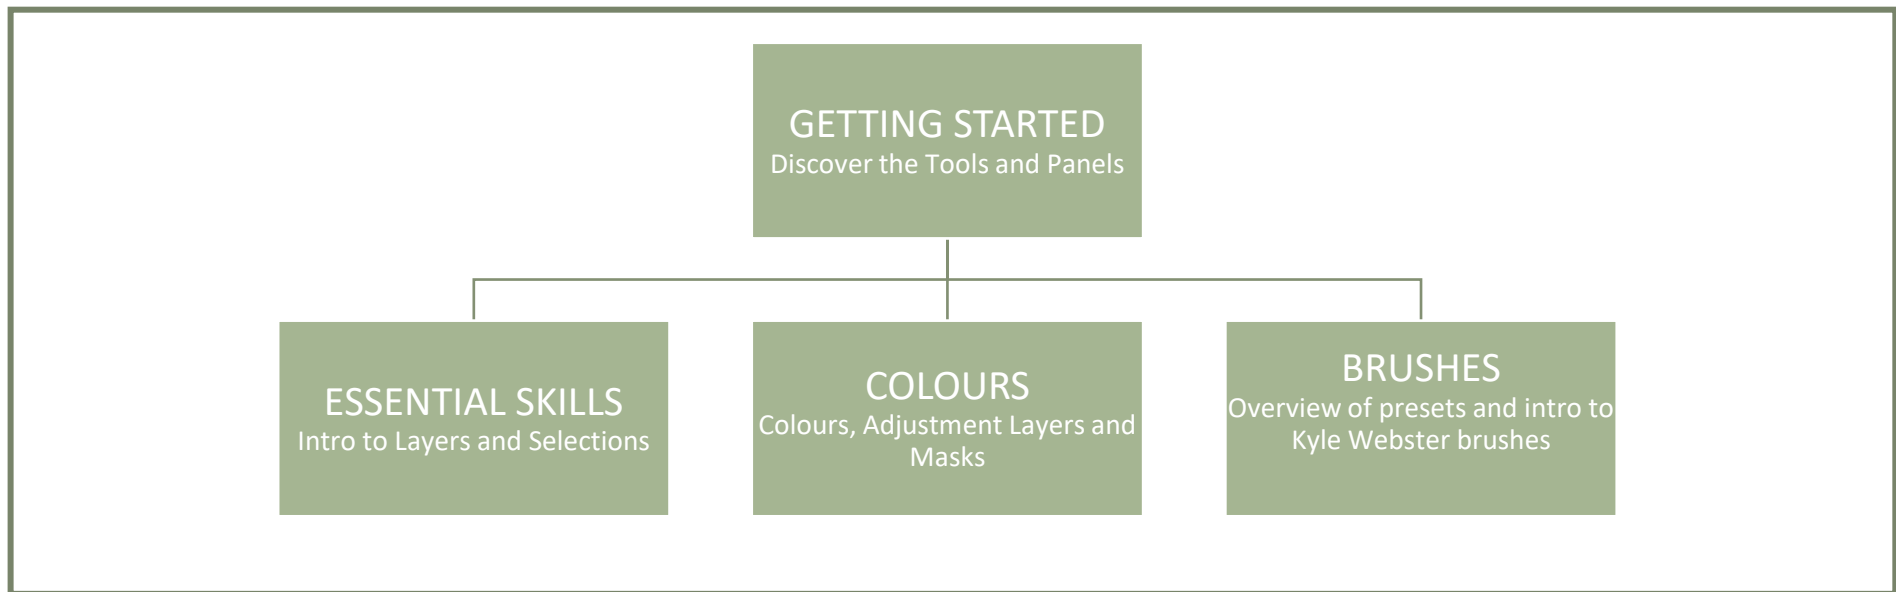 GETTING STARTED
Discover the Tools and Panels
ESSENTIAL SKILLS
Intro to Layers and Selections
COLOURS
Colours, Adjustment Layers and
Masks
BRUSHES
Overview of presets and intro to
Kyle Webster brushes